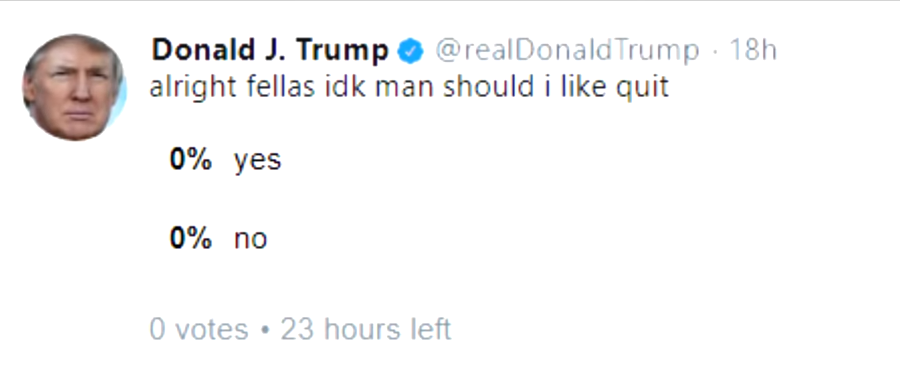 Donald J. Trump @realDonaldTrump · 18h
alright fellas idk man should i like quit
0% yes
0% no
0 votes • 23 hours left